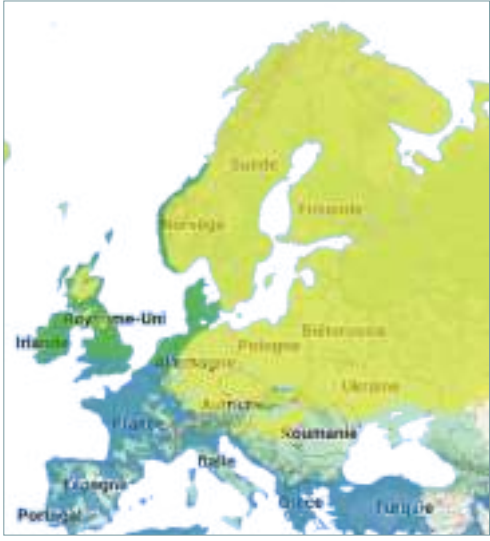 Suède
Finlande
Norvège
Royaume-Uni
Biélorussie
Irlande
Pologne
Allemagne
Ukraine
Autriche
France
Roumanie
Italie
Espagne
Grèce
Turquie
Portugal